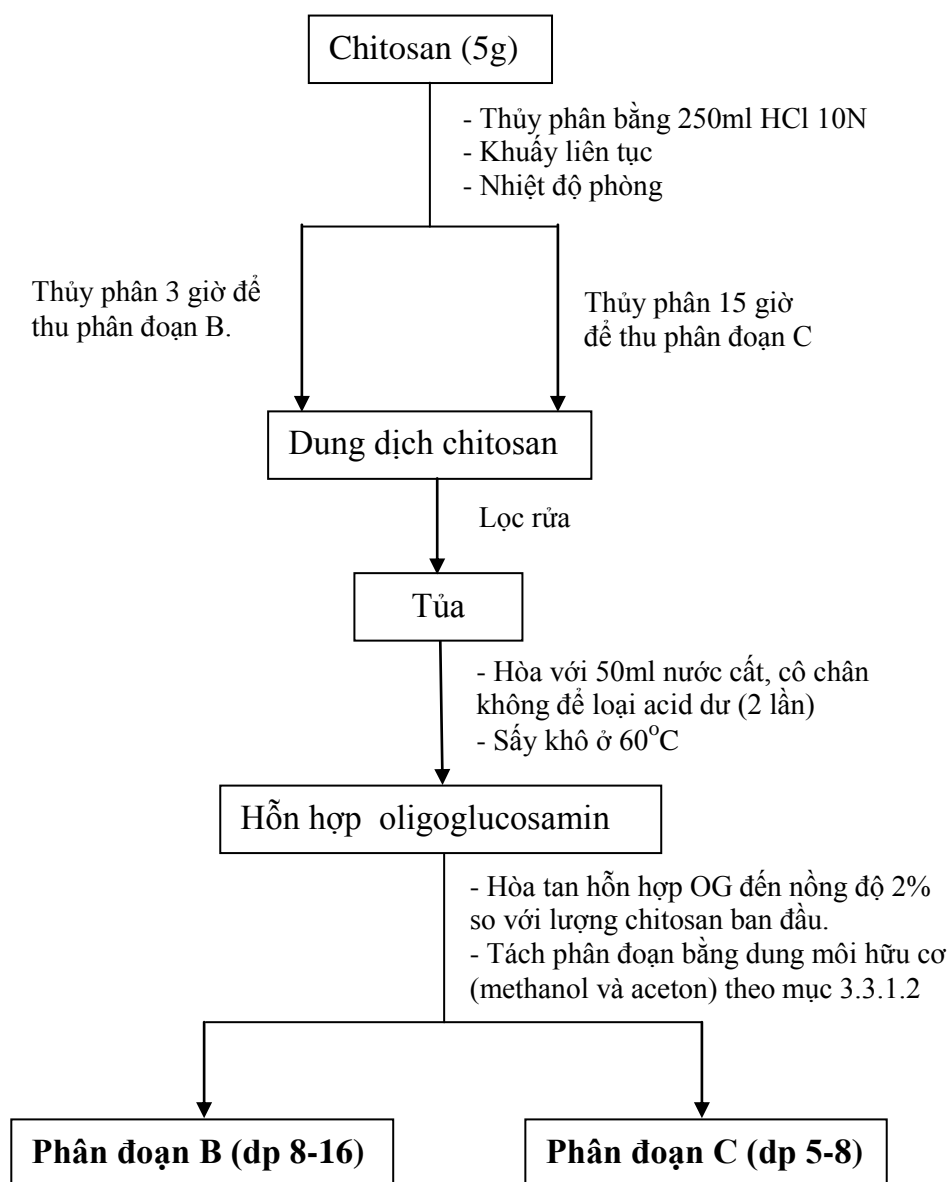 Chitosan (5g)
- Thủy phân bằng 250ml HCl 10N
- Khuấy liên tục
- Nhiệt độ phòng
Thủy phân 3 giờ để
thu phân đoạn B.
Thủy phân 15 giờ
để thu phân đoạn C
Dung dịch chitosan
Lọc rửa
Tủa
- Hòa với 50ml nước cất, cô chân
không để loại acid dư (2 lần)
- Sấy khô ở 60°C
Hỗn hợp oligoglucosamin
- Hòa tan hỗn hợp OG đến nồng độ 2%
so với lượng chitosan ban đầu.
- Tách phân đoạn bằng dung môi hữu cơ
(methanol và aceton) theo mục 3.3.1.2
Phân đoạn B (dp 8-16)
Phân đoạn C (dp 5-8)